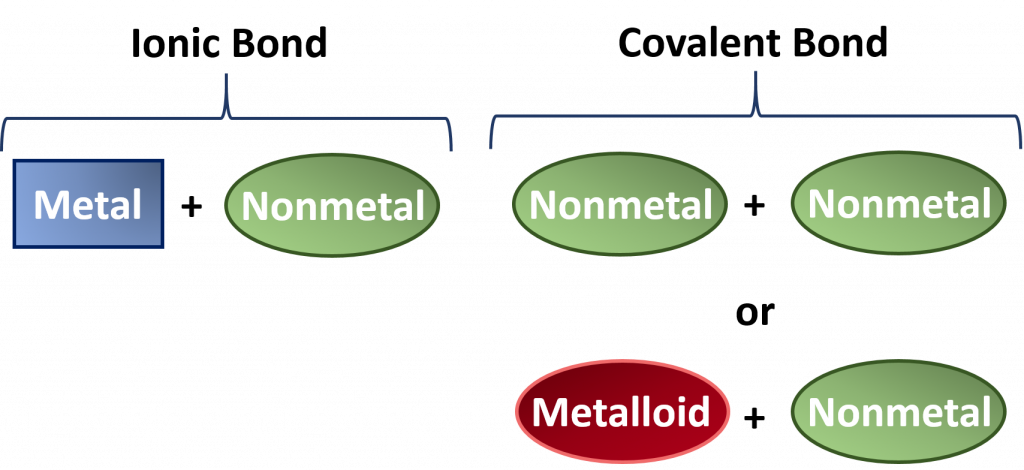 Ionic Bond
Covalent Bond
Metal + Nonmetal
Nonmetal + Nonmetal
or
Metalloid + Nonmetal